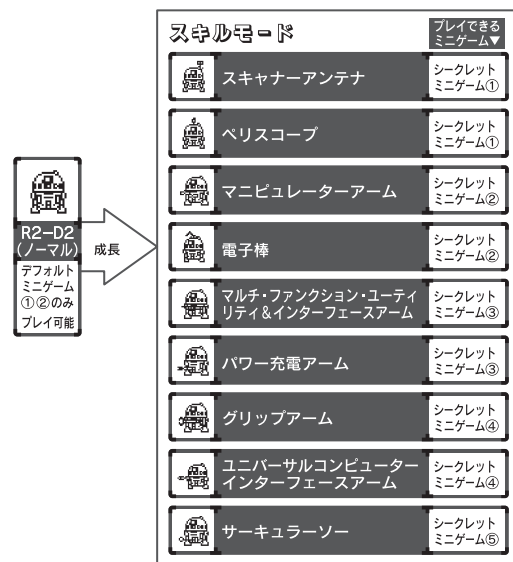 スキルモード
プレイできる
ミニゲーム▼
スキャナーアンテナ
シークレット
ミニゲーム①
ペリスコープ
シークレット
ミニゲーム①
マニピュレーターアーム
シークレット
ミニゲーム②
R2-D2
(ノーマル)
デフォルト
ミニゲーム
①②のみ
プレイ可能
成長
電子棒
シークレット
ミニゲーム②
マルチ・ファンクション・ユーティ
リティ&インターフェースアーム
シークレット
ミニゲーム③
パワー充電アーム
シークレット
ミニゲーム③
グリップアーム
シークレット
ミニゲーム④
ユニバーサルコンピューター
インターフェースアーム
シークレット
ミニゲーム④
サーキュラーソー
シークレット
ミニゲーム⑤